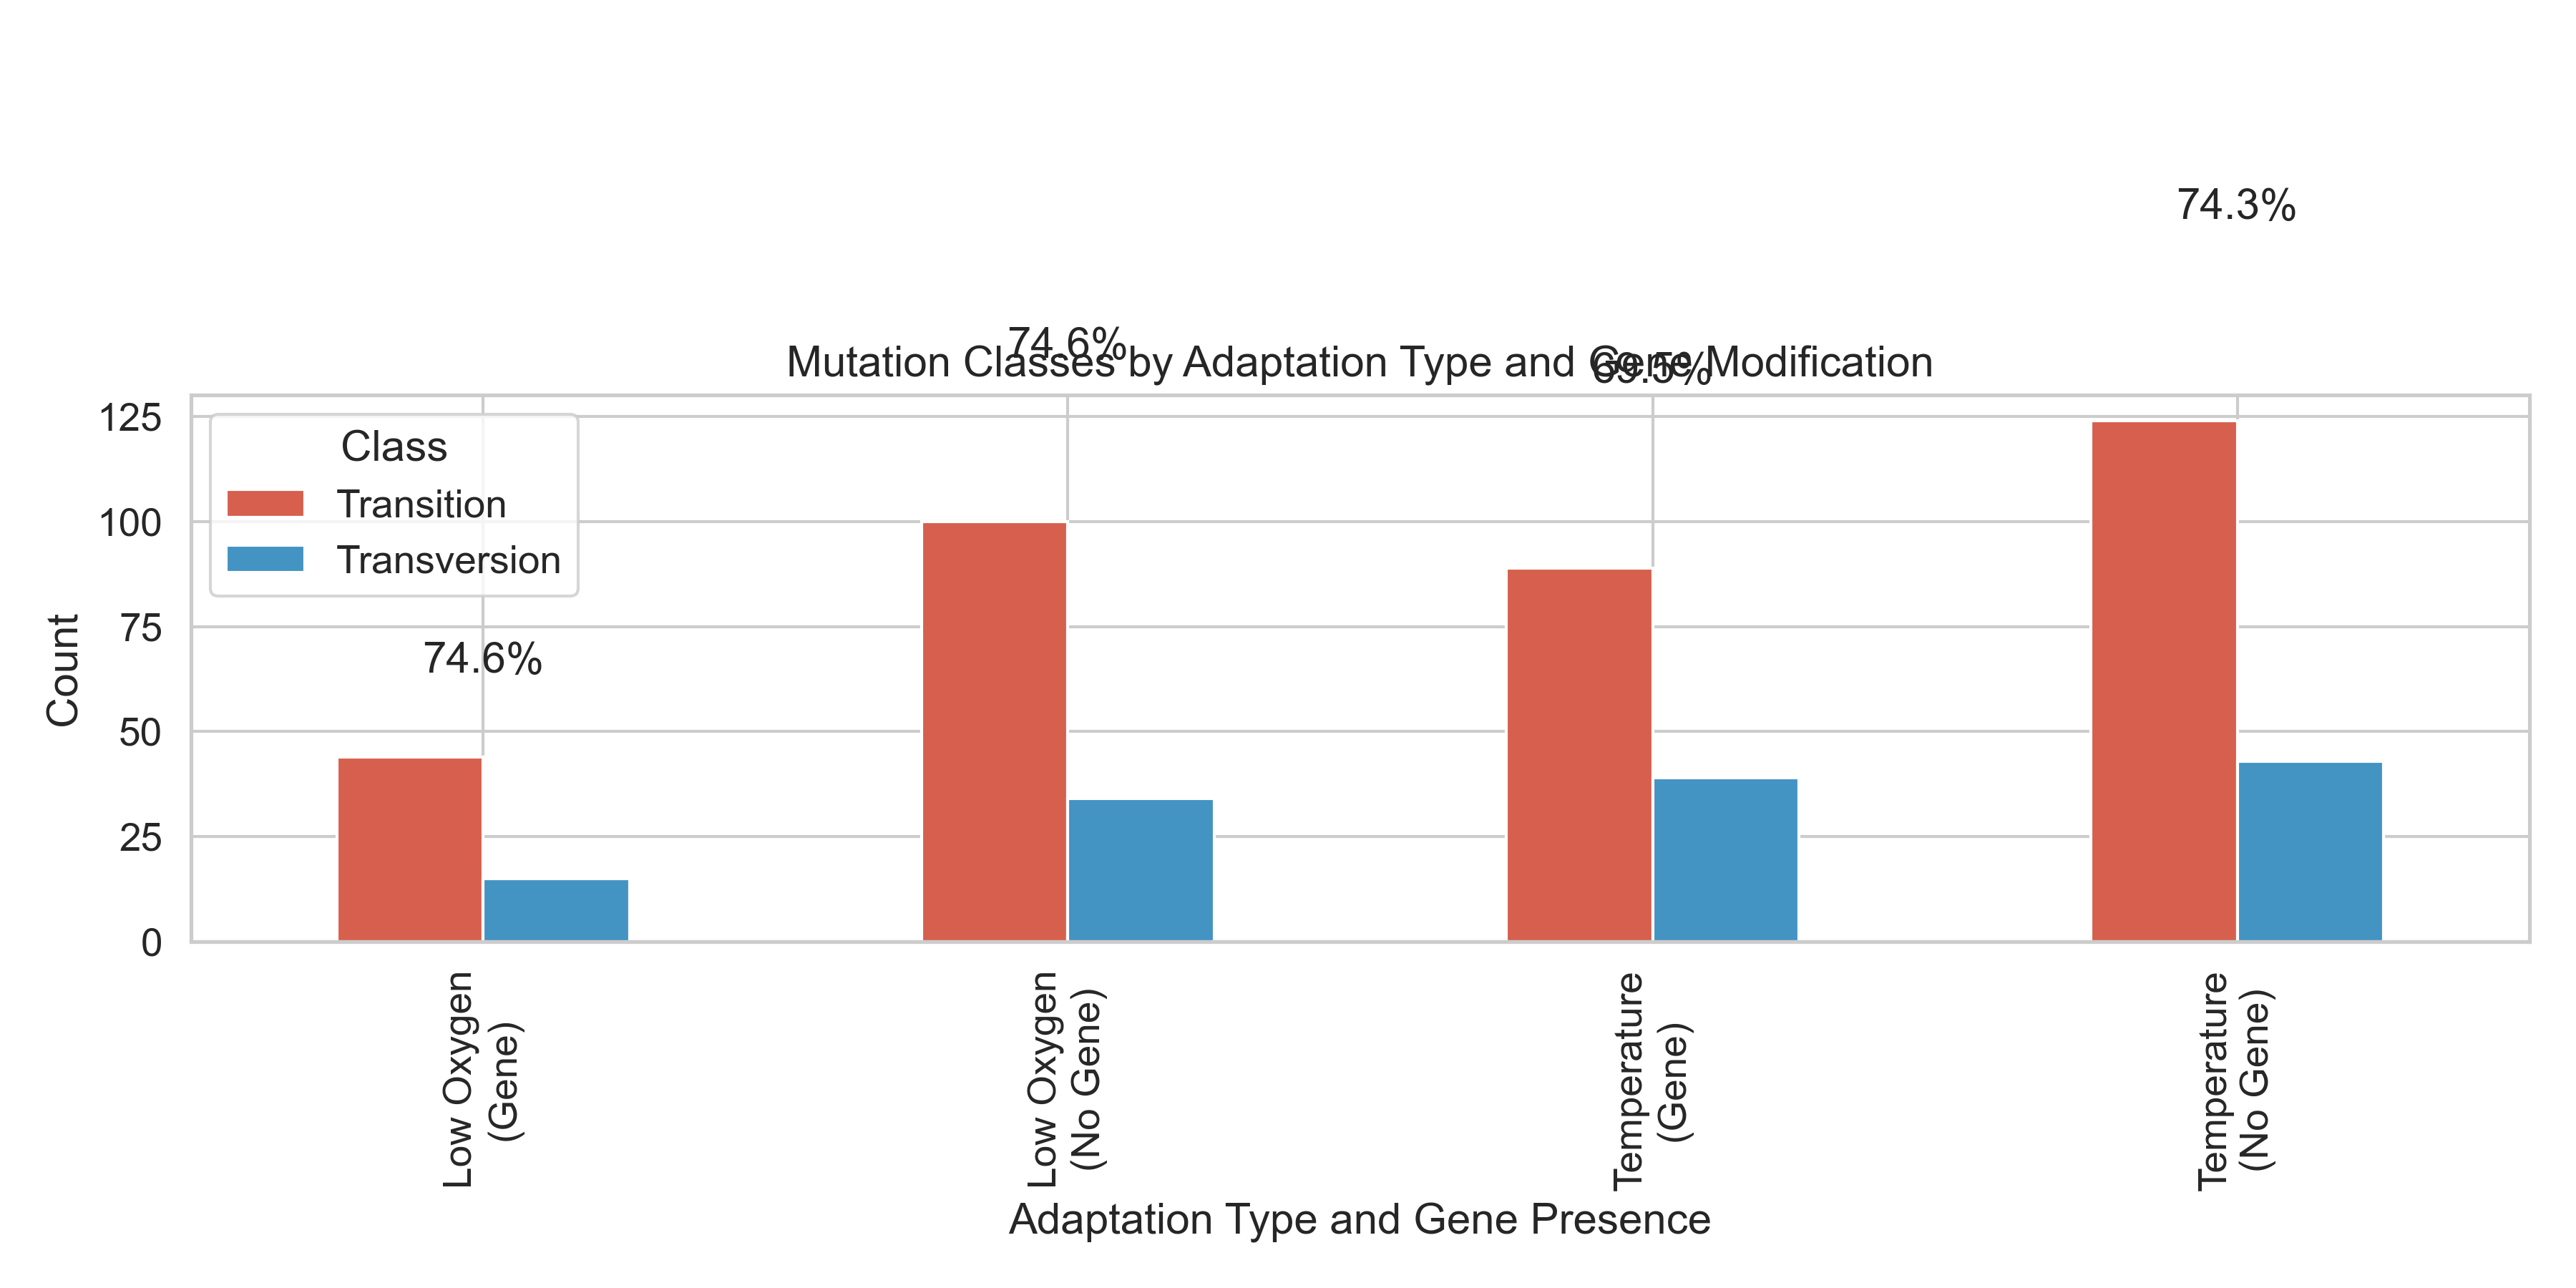 74.3%
74.6%
Mutation Classes by Adaptation Type and Gene Modification
69.5%
125
100
75
50
25
0
Class
Transition
Transversion
74.6%
Count
Low Oxygen
(Gene)
Low Oxygen
(No Gene)
Temperature
(Gene)
Temperature
(No Gene)
Adaptation Type and Gene Presence